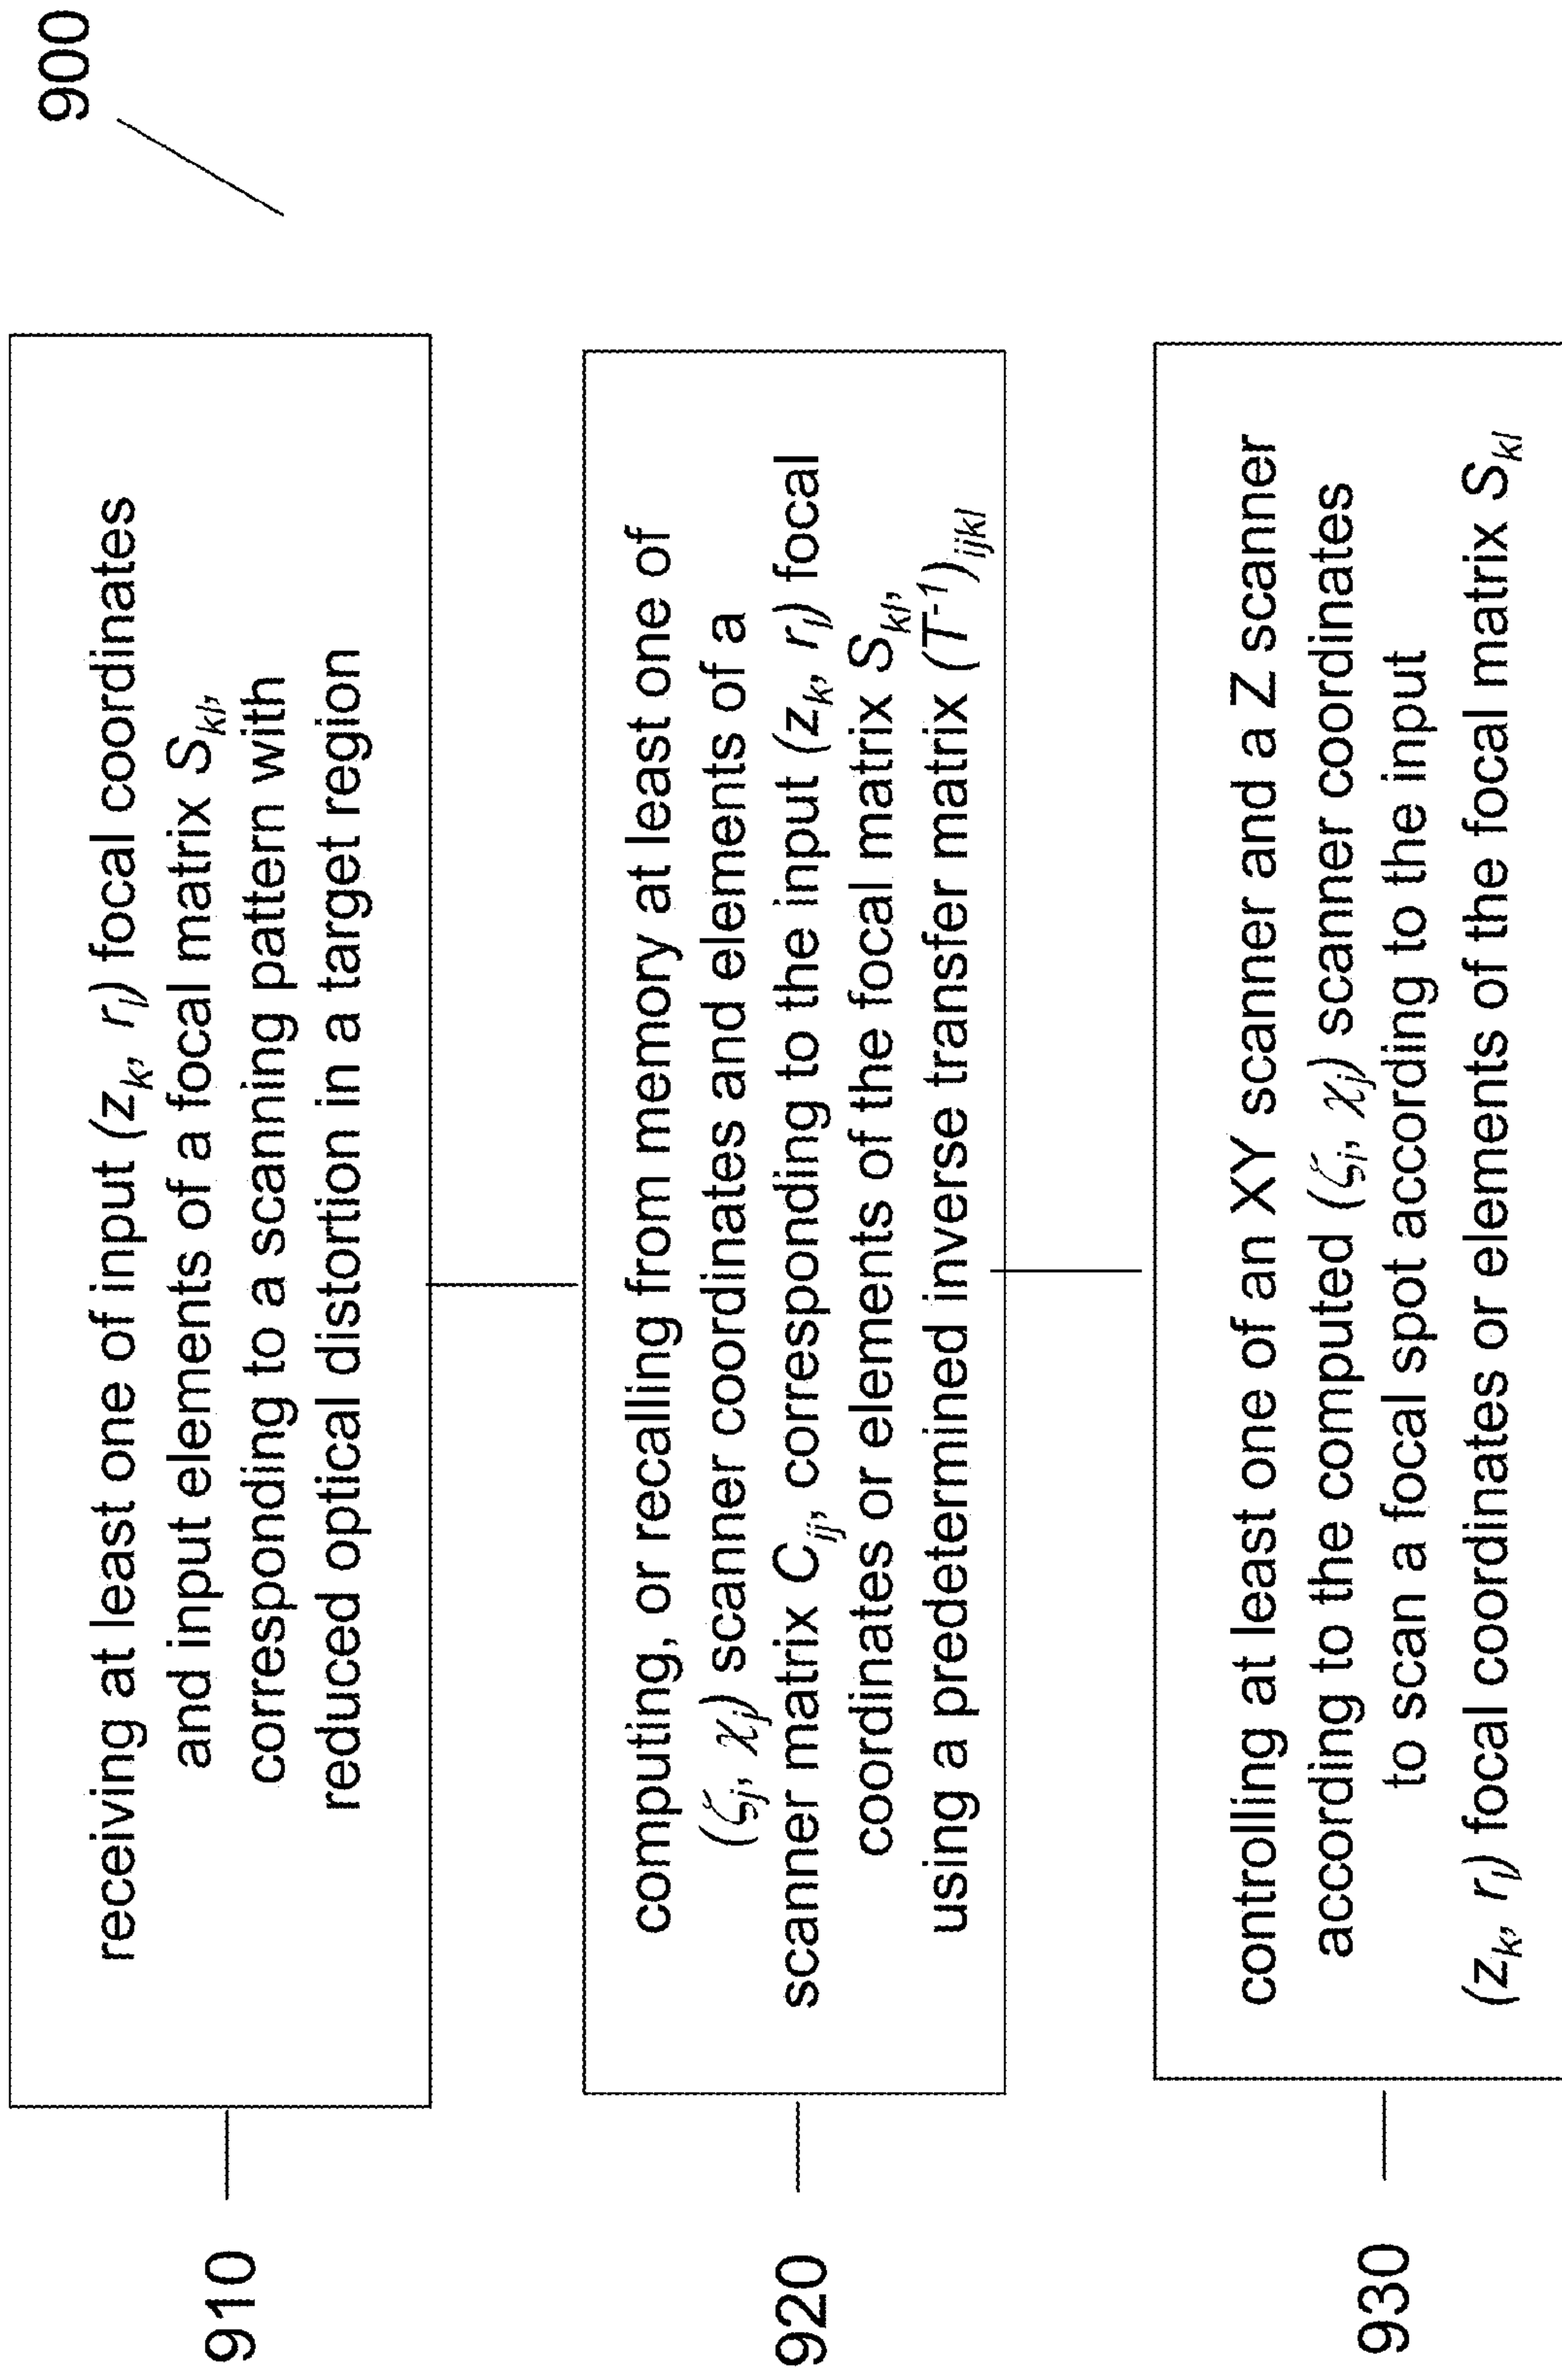 900
910
receiving at least one of input (z_k, r_l) focal coordinates
and input elements of a focal matrix S_kl,
corresponding to a scanning pattern with
reduced optical distortion in a target region
920
computing, or recalling from memory at least one of
(ζ_j, χ_j) scanner coordinates and elements of a
scanner matrix C_ij, corresponding to the input (z_k, r_l) focal
coordinates or elements of the focal matrix S_kl,
using a predetermined inverse transfer matrix (T^-1)_ijkl
930
controlling at least one of an XY scanner and a Z scanner
according to the computed (ζ_i, χ_j) scanner coordinates
to scan a focal spot according to the input
(z_k, r_l) focal coordinates or elements of the focal matrix S_kl